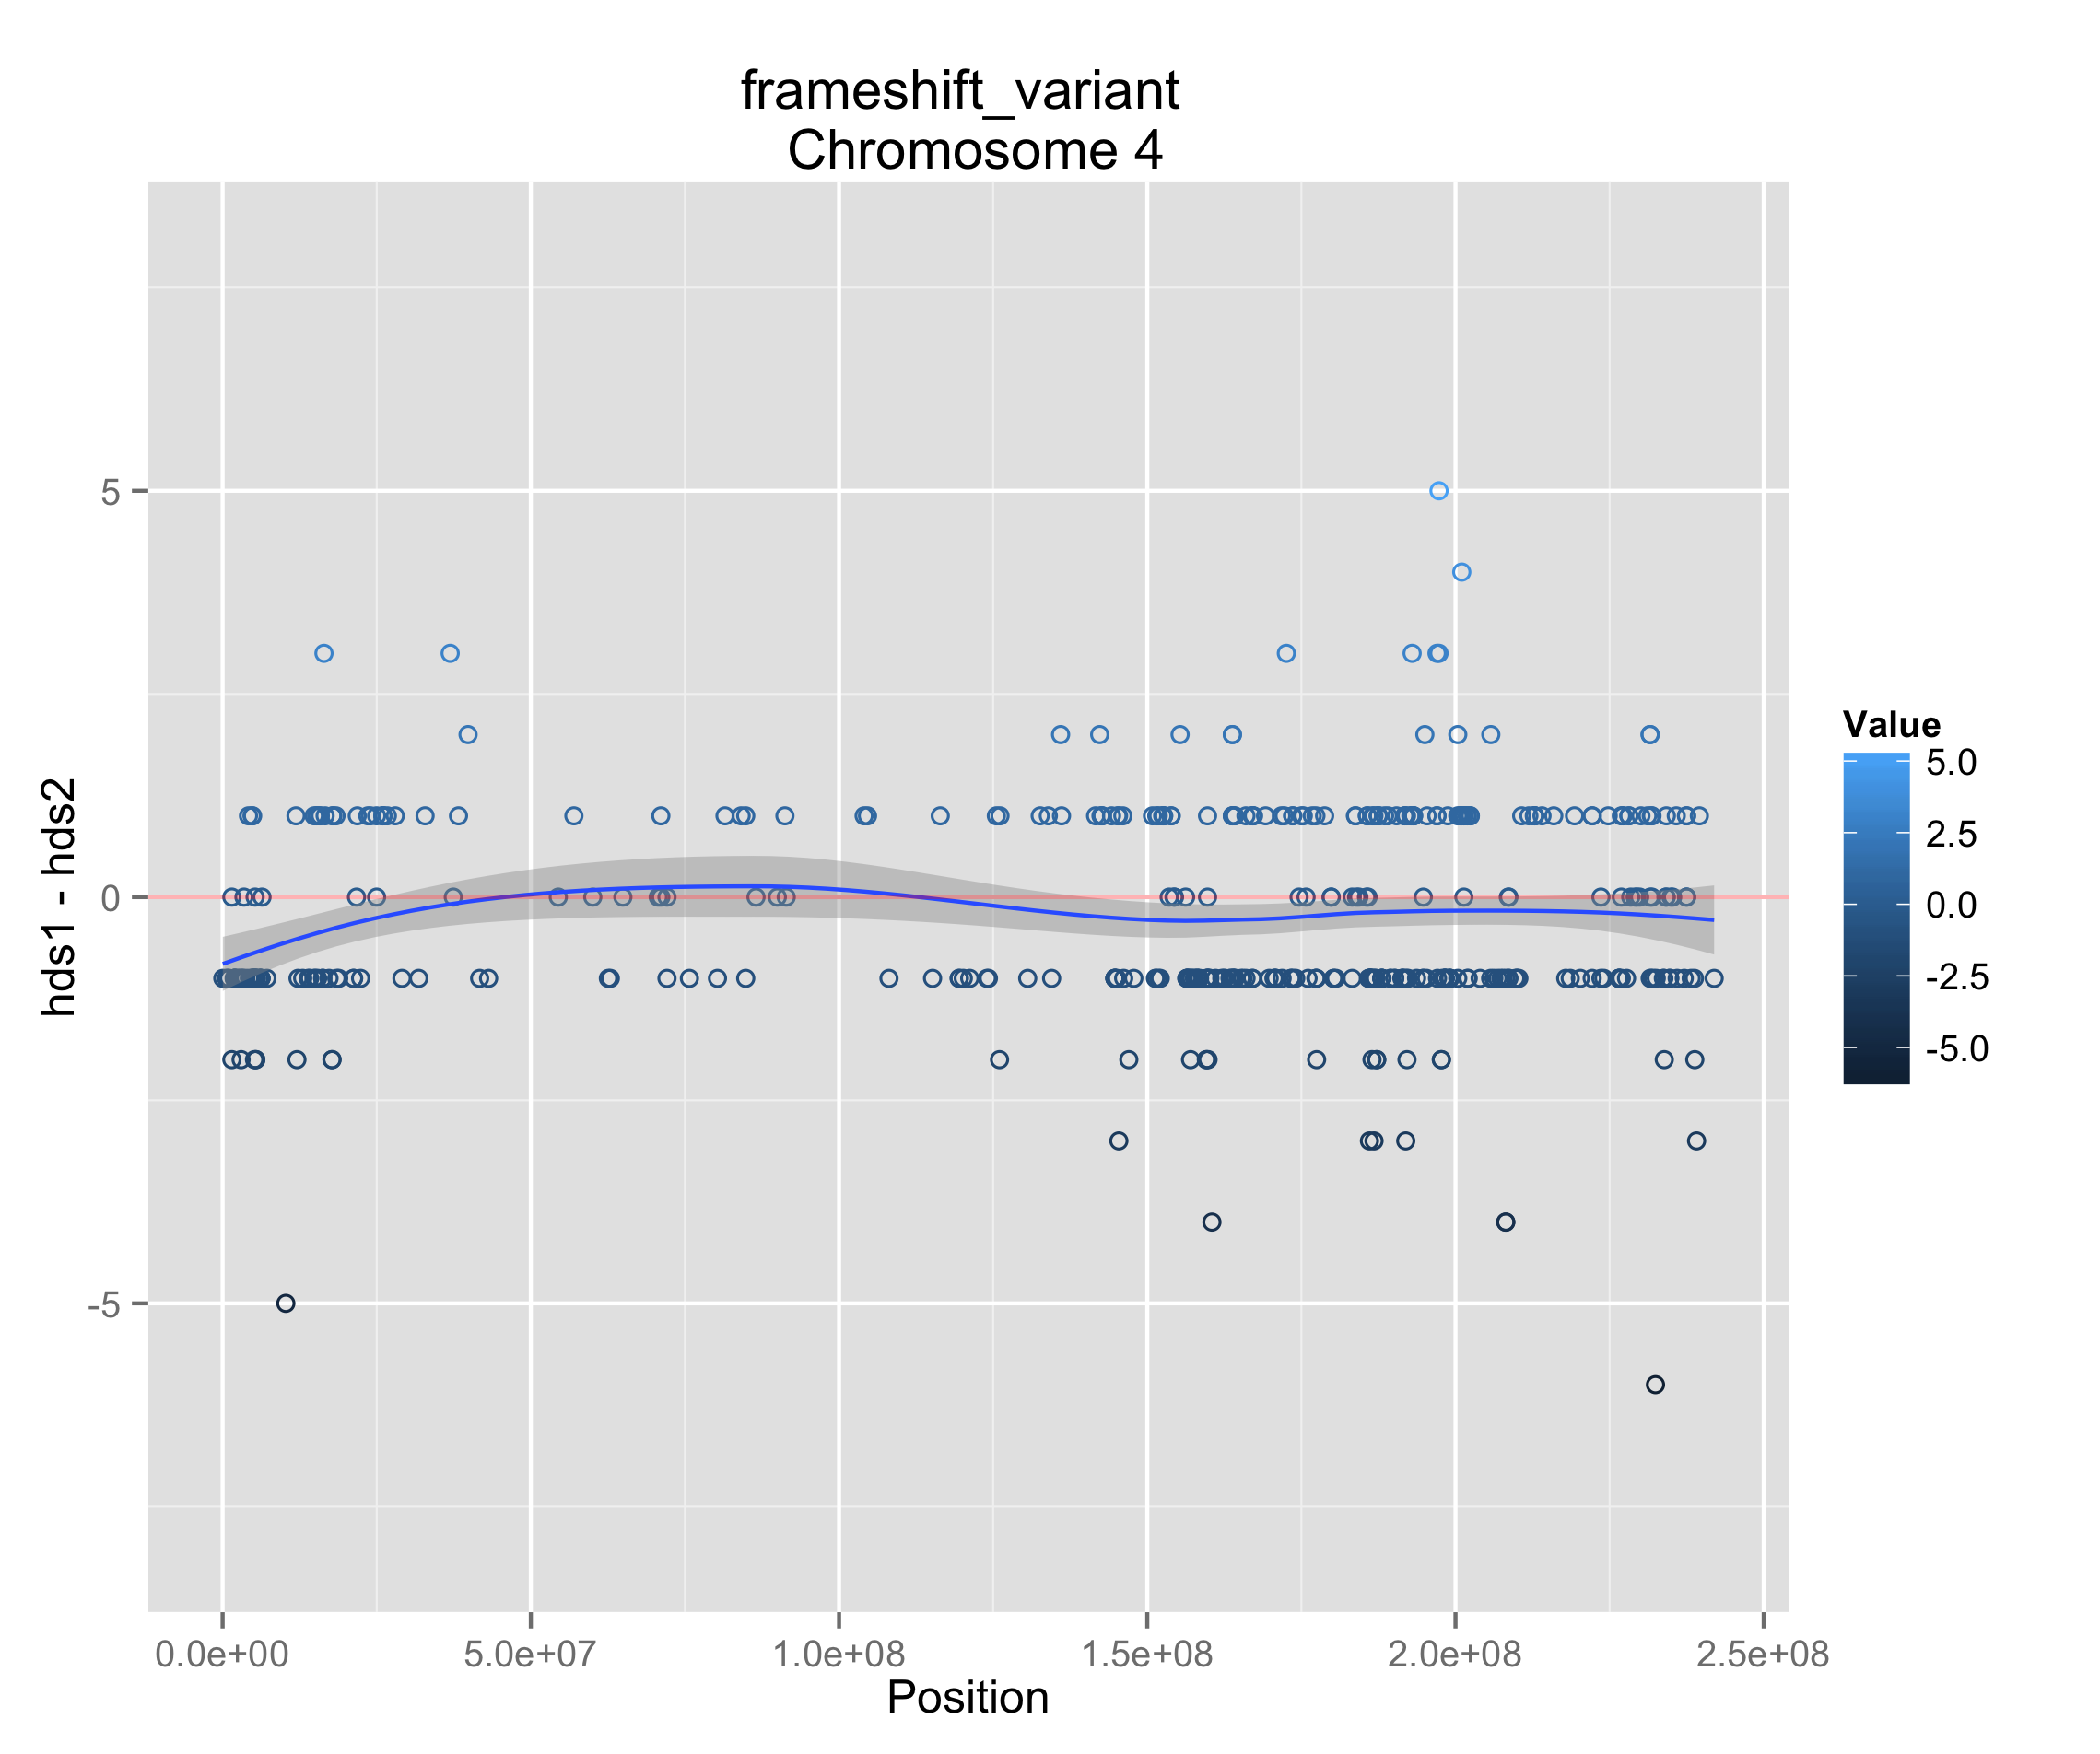 frameshift_variant
Chromosome 4
hds1 - hds2
5
0
-5
0.0e+00 5.0e+07 1.0e+08 1.5e+08 2.0e+08 2.5e+08
Position
Value
5.0
2.5
0.0
-2.5
-5.0